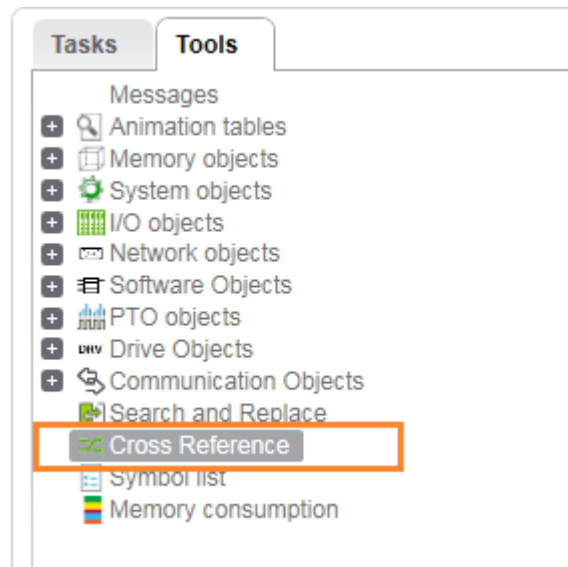 Tasks Tools
Messages
Animation tables
Memory objects
System objects
I/O objects
Network objects
Software Objects
PTO objects
DRV Drive Objects
Communication Objects
Search and Replace
Cross Reference
Symbol list
Memory consumption